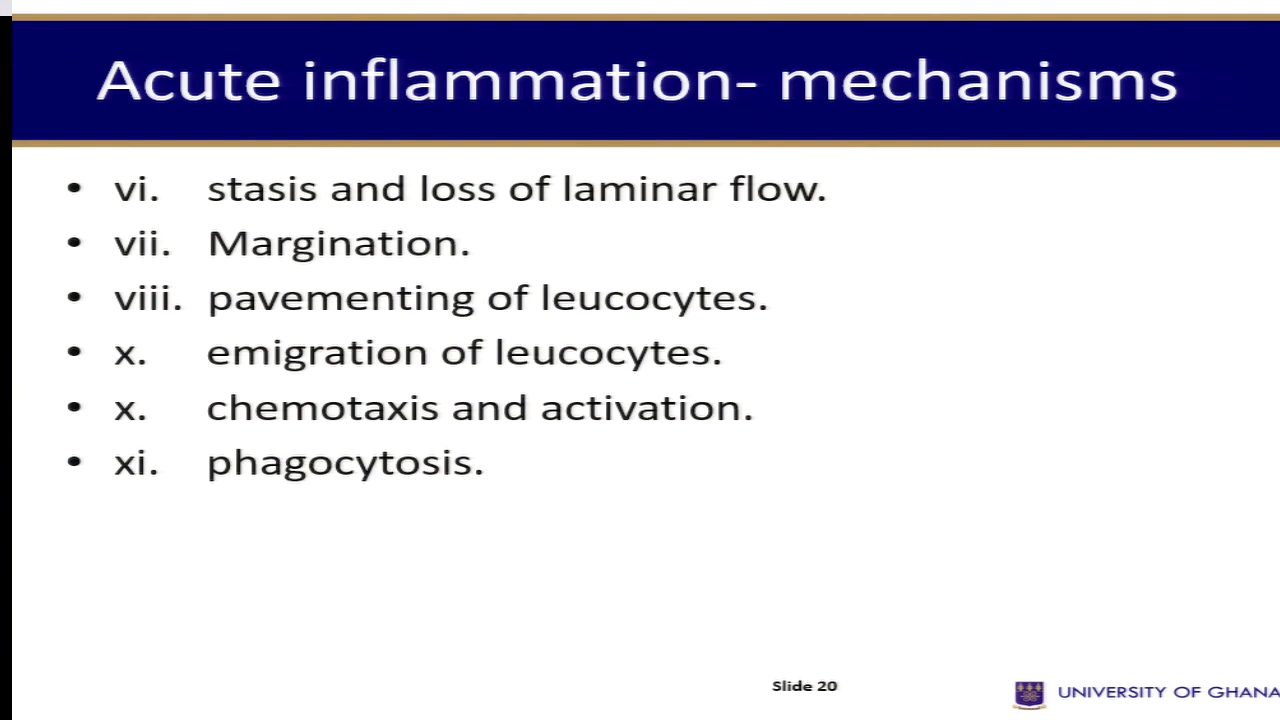 Acute inflammation- mechanisms
• vi. stasis and loss of laminar flow.
• vii. Margination.
• viii. pavementing of leucocytes.
• x. emigration of leucocytes.
• x. chemotaxis and activation.
• xi. phagocytosis.
Slide 20
UNIVERSITY OF GHANA